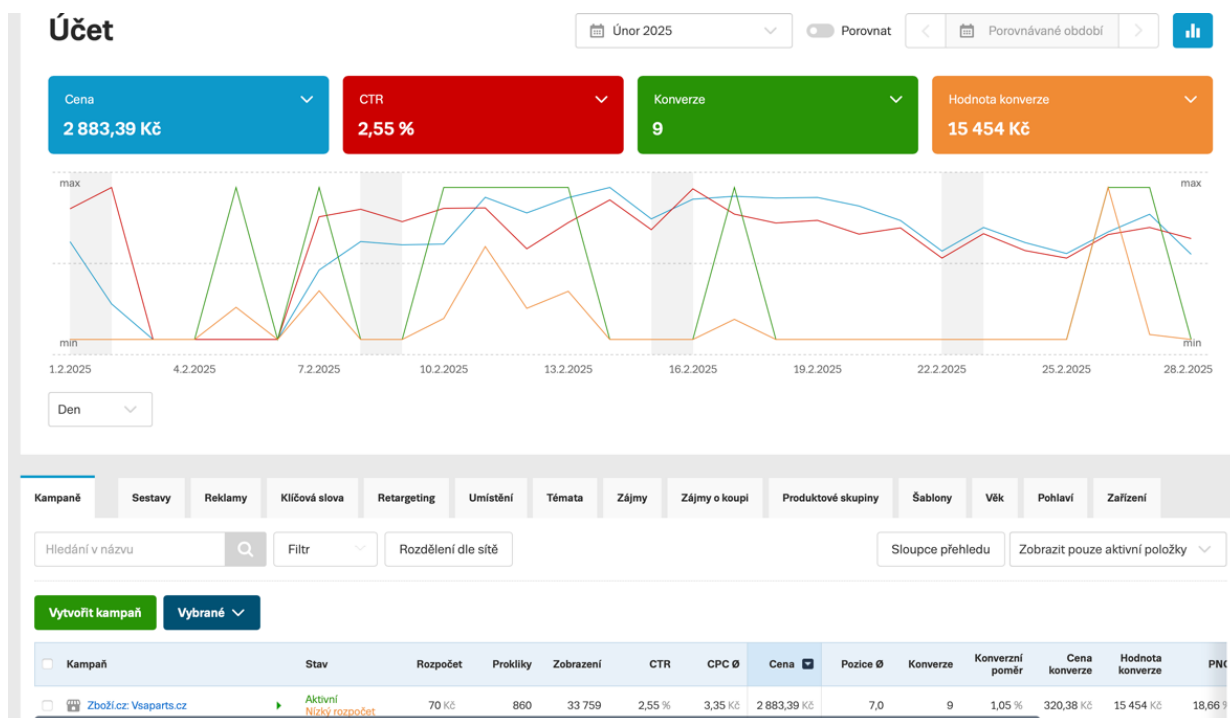 Účet
Únor 2025
Porovnat
Porovnávané období
Cena
2 883,39 Kč
CTR
2,55 %
Konverze
9
Hodnota konverze
15 454 Kč
max
max
min
min
1.2.2025 4.2.2025 7.2.2025 10.2.2025 13.2.2025 16.2.2025 19.2.2025 22.2.2025 25.2.2025 28.2.2025
Den
Kampaně Sestavy Reklamy Klíčová slova Retargeting Umístění Témata Zájmy Zájmy o koupi Produktové skupiny Šablony Věk Pohlaví Zařízení
Hledání v názvu Filtr Rozdělení dle sítě Sloupce přehledu Zobrazit pouze aktivní položky
Vytvořit kampaň Vybrané
Kampaň Stav Rozpočet Prokliky Zobrazení CTR CPC Ø Cena Pozice Ø Konverze Konverzní poměr Cena konverze Hodnota konverze PNO
Zboží.cz: Vsaparts.cz Aktivní 70 Kč 860 33 759 2,55 % 3,35 Kč 2 883,39 Kč 7,0 9 1,05 % 320,38 Kč 15 454 Kč 18,66 %
Nízký rozpočet